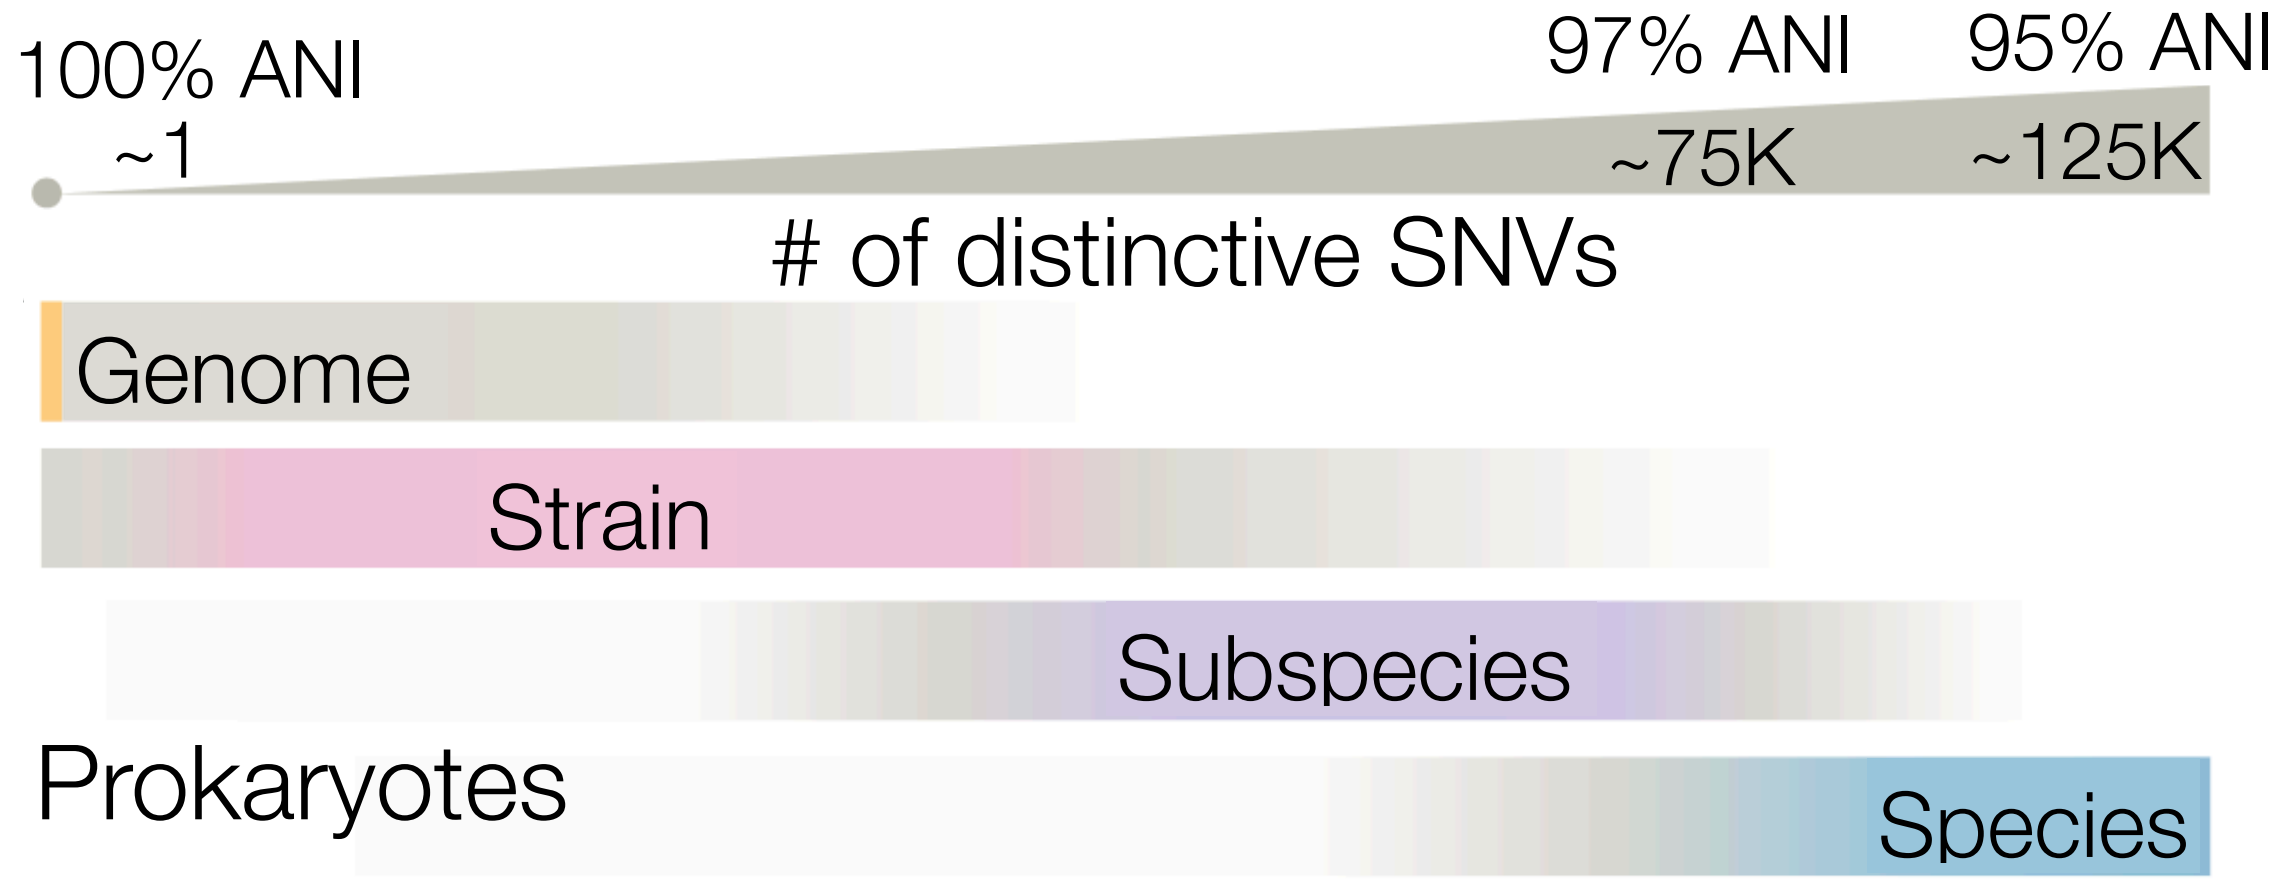 100% ANI
97% ANI
95% ANI
~1
~75K
~125K
# of distinctive SNVs
Genome
Strain
Subspecies
Prokaryotes
Species